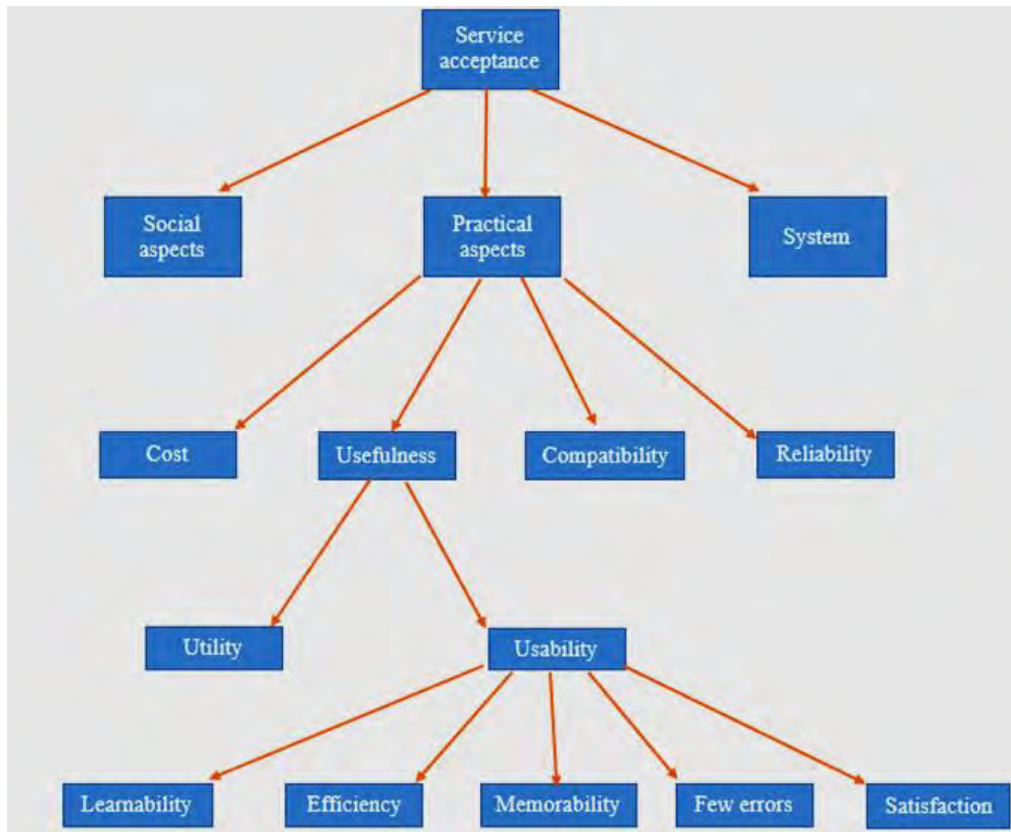 Service
acceptance
Social
aspects
Practical
aspects
System
Cost
Usefulness
Compatibility
Reliability
Utility
Usability
Learnability
Efficiency
Memorability
Few errors
Satisfaction